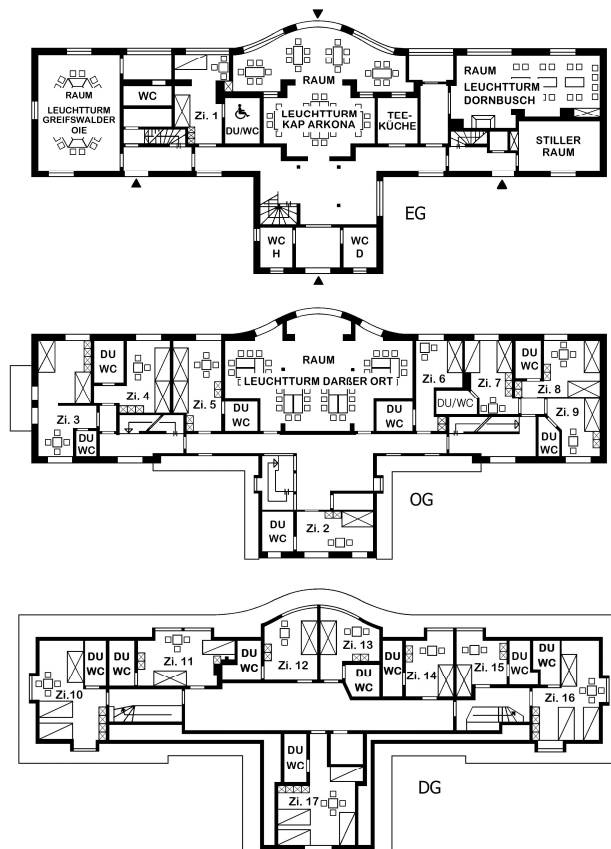 RAUM
LEUCHTTURM
GREIFSWALDER
OIE
WC
Zi. 1
DU/WC
RAUM
LEUCHTTURM
KAP ARKONA
TEE-
KÜCHE
RAUM
LEUCHTTURM
DORNBUSCH
STILLER
RAUM
WC
H
WC
D
EG
DU
WC
Zi. 3
DU
WC
Zi. 4
Zi. 5
DU
WC
RAUM
LEUCHTTURM DARßER ORT
DU
WC
Zi. 6
DU/WC
Zi. 7
DU
WC
Zi. 8
Zi. 9
DU
WC
DU
WC
Zi. 2
OG
Zi.10
DU
WC
DU
WC
Zi. 11
DU
WC
Zi. 12
Zi. 13
DU
WC
DU
WC
Zi. 14
Zi. 15
DU
WC
DU
WC
Zi. 16
DU
WC
Zi. 17
DG